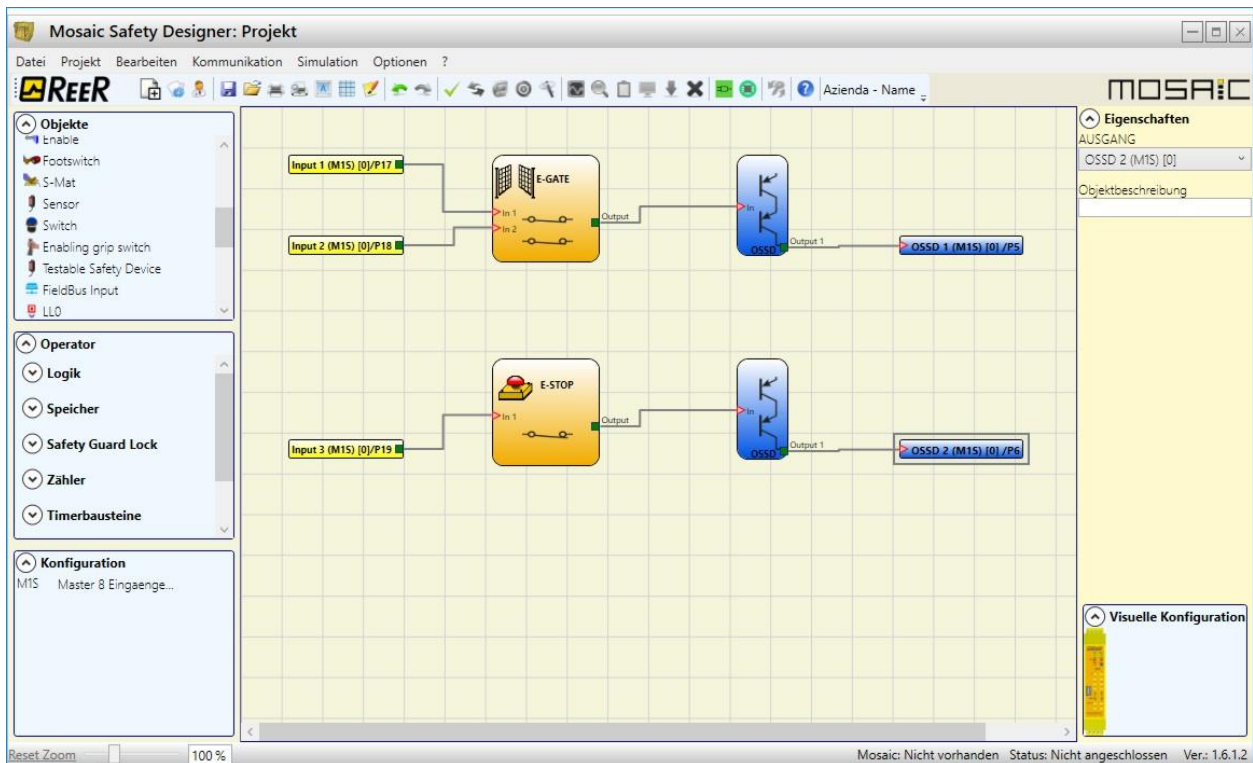 Mosaic Safety Designer: Projekt
Datei Projekt Bearbeiten Kommunikation Simulation Optionen ?
REER
Azienda - Name
MOSAIC
Objekte
Enable
Footswitch
S-Mat
Sensor
Switch
Enabling grip switch
Testable Safety Device
FieldBus Input
LL0
Operator
Logik
Speicher
Safety Guard Lock
Zähler
Timerbausteine
Konfiguration
M1S Master 8 Eingaenge...
Input 1 (M1S) [0]/P17
Input 2 (M1S) [0]/P18
E-GATE
In 1
In 2
Output
In
OSSD
Output 1
OSSD 1 (M1S) [0] /P5
Input 3 (M1S) [0]/P19
E-STOP
In 1
Output
In
OSSD
Output 1
OSSD 2 (M1S) [0] /P6
Eigenschaften
AUSGANG
OSSD 2 (M1S) [0]
Objektbeschreibung
Visuelle Konfiguration
Reset Zoom 100 %
Mosaic: Nicht vorhanden Status: Nicht angeschlossen Ver.: 1.6.1.2